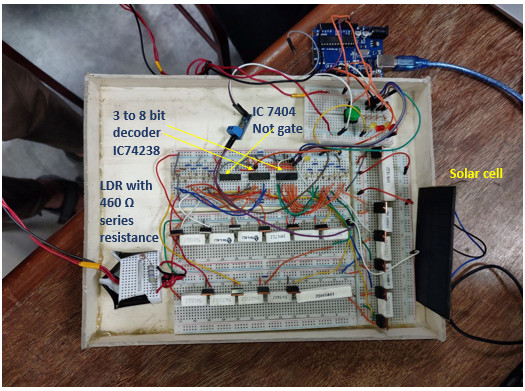 3 to 8 bit
decoder
IC74238
IC 7404
Not gate
LDR with
460 Ω
series
resistance
Solar cell